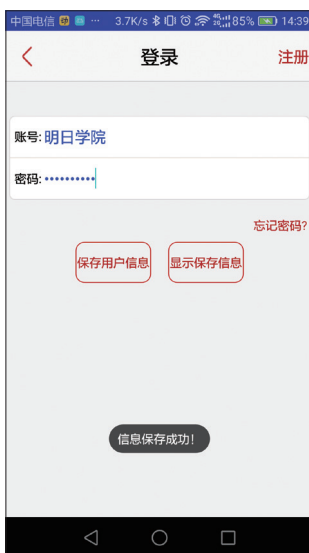 中国电信 ··· 3.7K/s 85% 14:39
登录 注册
账号: 明日学院
密码: ··········
忘记密码?
保存用户信息 显示保存信息
信息保存成功!